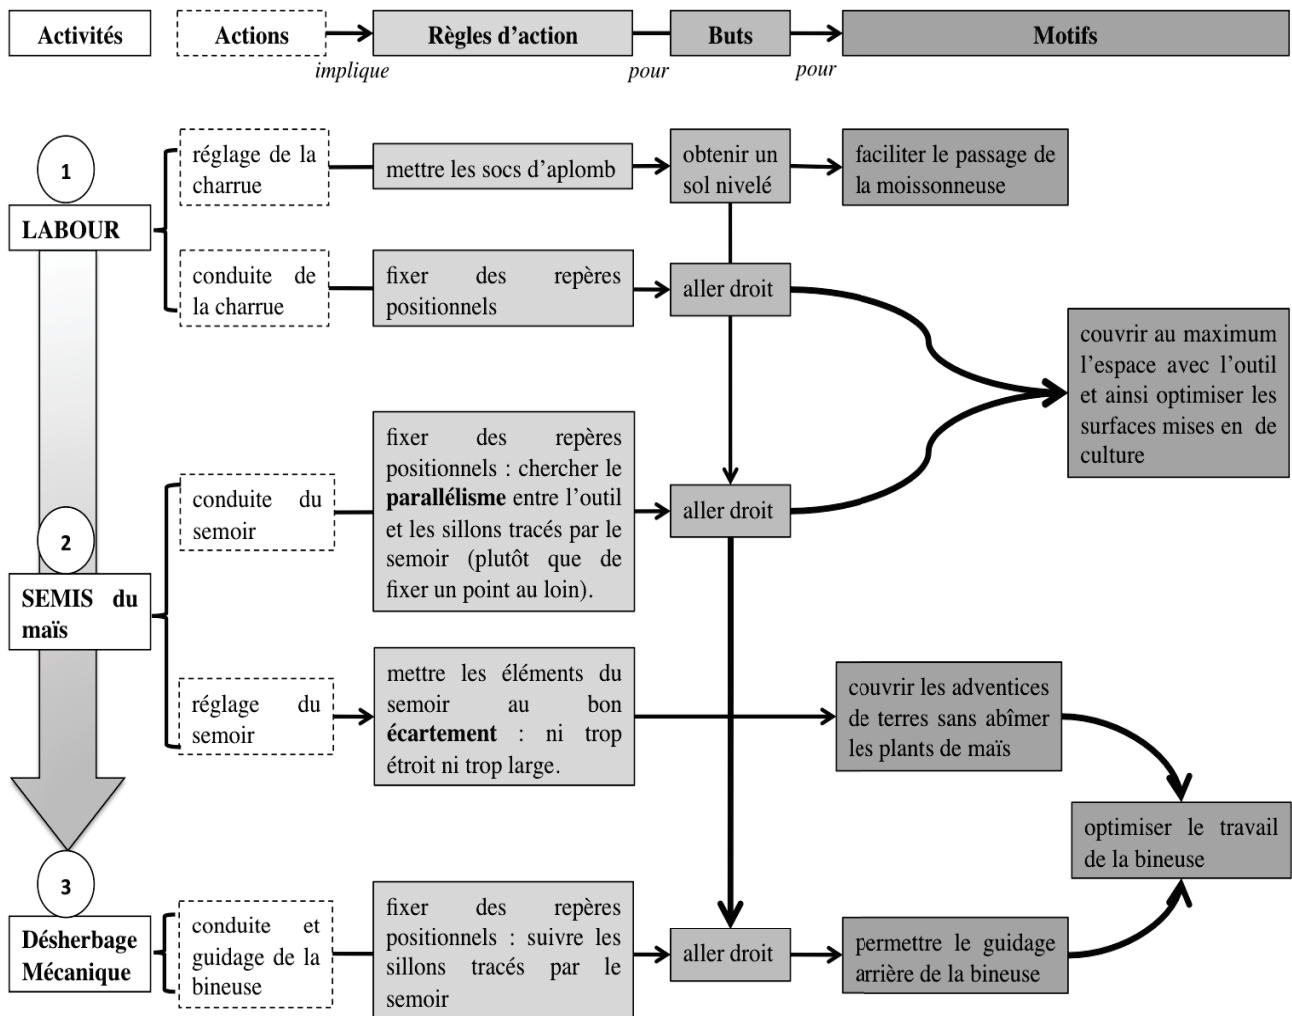 Activités
Actions
Règles d'action
Buts
Motifs
implique
pour
pour
1
LABOUR
réglage de la
charrue
mettre les socs d'aplomb
obtenir un
sol nivelé
faciliter le passage de
la moissonneuse
conduite de
la charrue
fixer des repères
positionnels
aller droit
couvrir au maximum
l'espace avec l'outil
et ainsi optimiser les
surfaces mises en de
culture
2
SEMIS du
maïs
conduite du
semoir
fixer des repères
positionnels : chercher le
parallélisme entre l'outil
et les sillons tracés par le
semoir (plutôt que de
fixer un point au loin).
aller droit
réglage du
semoir
mettre les éléments du
semoir au bon
écartement : ni trop
étroit ni trop large.
couvrir les adventices
de terres sans abîmer
les plants de maïs
optimiser le travail
de la bineuse
3
Désherbage
Mécanique
conduite et
guidage de la
bineuse
fixer des repères
positionnels : suivre les
sillons tracés par le
semoir
aller droit
permettre le guidage
arrière de la bineuse